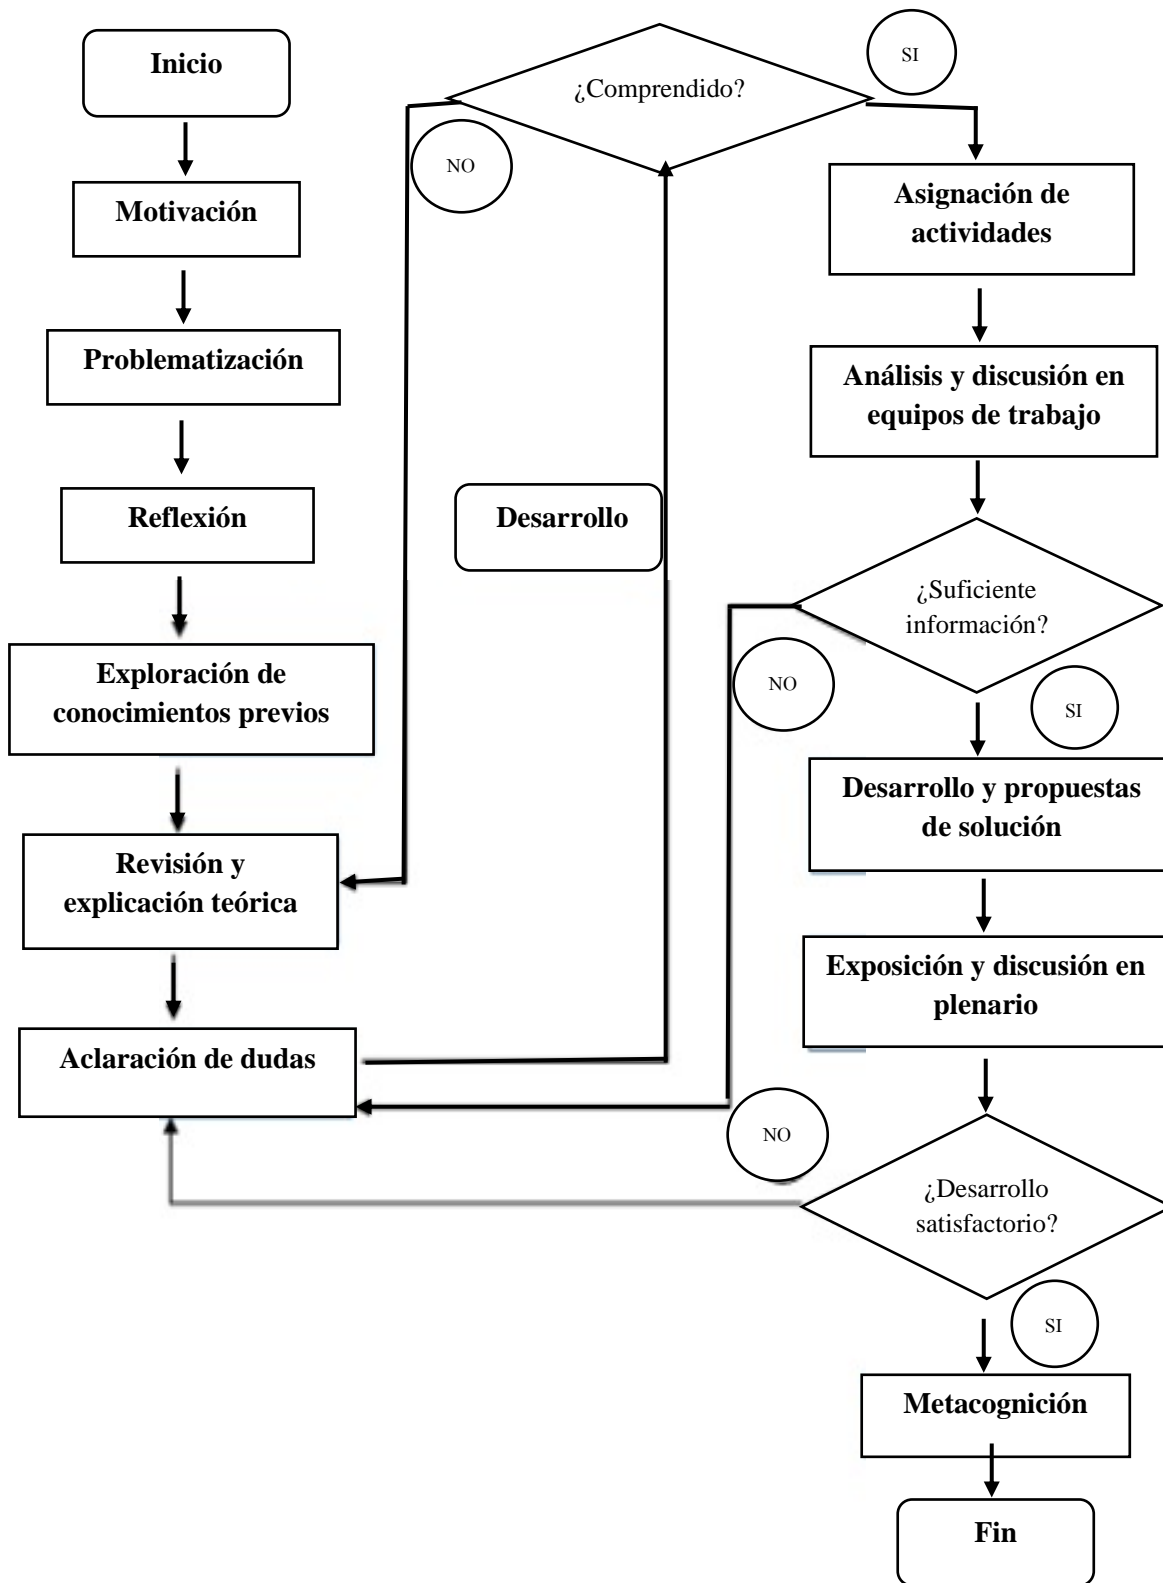 Inicio
Motivación
Problematización
Reflexión
Exploración de
conocimientos previos
Revisión y
explicación teórica
Aclaración de dudas
¿Comprendido?
NO
SI
Desarrollo
Asignación de
actividades
Análisis y discusión en
equipos de trabajo
¿Suficiente
información?
NO
SI
Desarrollo y propuestas
de solución
Exposición y discusión en
plenario
NO
¿Desarrollo
satisfactorio?
SI
Metacognición
Fin